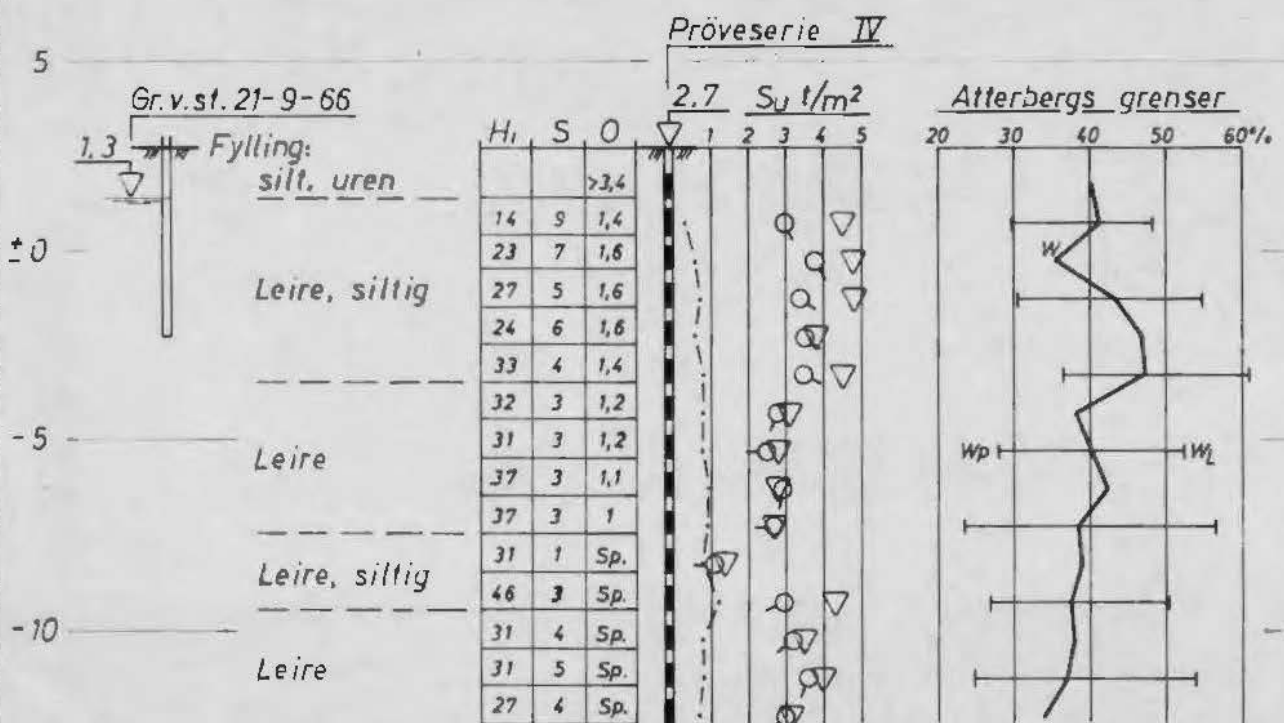 Pröveserie IV
5
Gr.v.st. 21-9-66
2,7 Su t/m²
Atterbergs grenser
H₁ S O
1 2 3 4 5
20 30 40 50 60%
1,3
Fylling:
silt. uren
>3,4
14 9 1,4
± 0
23 7 1,6
W
Leire, siltig
27 5 1,6
24 6 1,6
33 4 1,4
32 3 1,2
-5
31 3 1,2
Wp WL
Leire
37 3 1,1
37 3 1
31 1 Sp.
Leire, siltig
46 3 Sp.
-10
31 4 Sp.
Leire
31 5 Sp.
27 4 Sp.